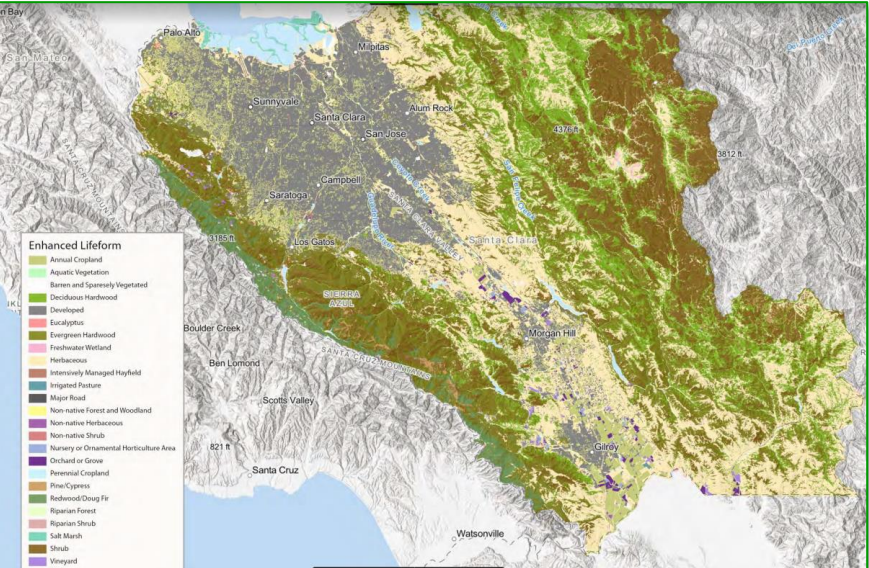 n Bay
Palo Alto
Milpitas
San Mateo
Sunnyvale
Santa Clara
Alum Rock
San Jose
4376 ft
3812 ft
Campbell
Saratoga
Santa Clara
3185 ft
Los Gatos
SIERRA
AZUL
Boulder Creek
Morgan Hill
SANTA CRUZ MOUNTAINS
Ben Lomond
Scotts Valley
821 ft
Gilroy
Santa Cruz
Watsonville
Enhanced Lifeform
Annual Cropland
Aquatic Vegetation
Barren and Sparesely Vegetated
Deciduous Hardwood
Developed
Eucalyptus
Evergreen Hardwood
Freshwater Wetland
Herbaceous
Intensively Managed Hayfield
Irrigated Pasture
Major Road
Non-native Forest and Woodland
Non-native Herbaceous
Non-native Shrub
Nursery or Ornamental Horticulture Area
Orchard or Grove
Perennial Cropland
Pine/Cypress
Redwood/Doug Fir
Riparian Forest
Riparian Shrub
Salt Marsh
Shrub
Vineyard